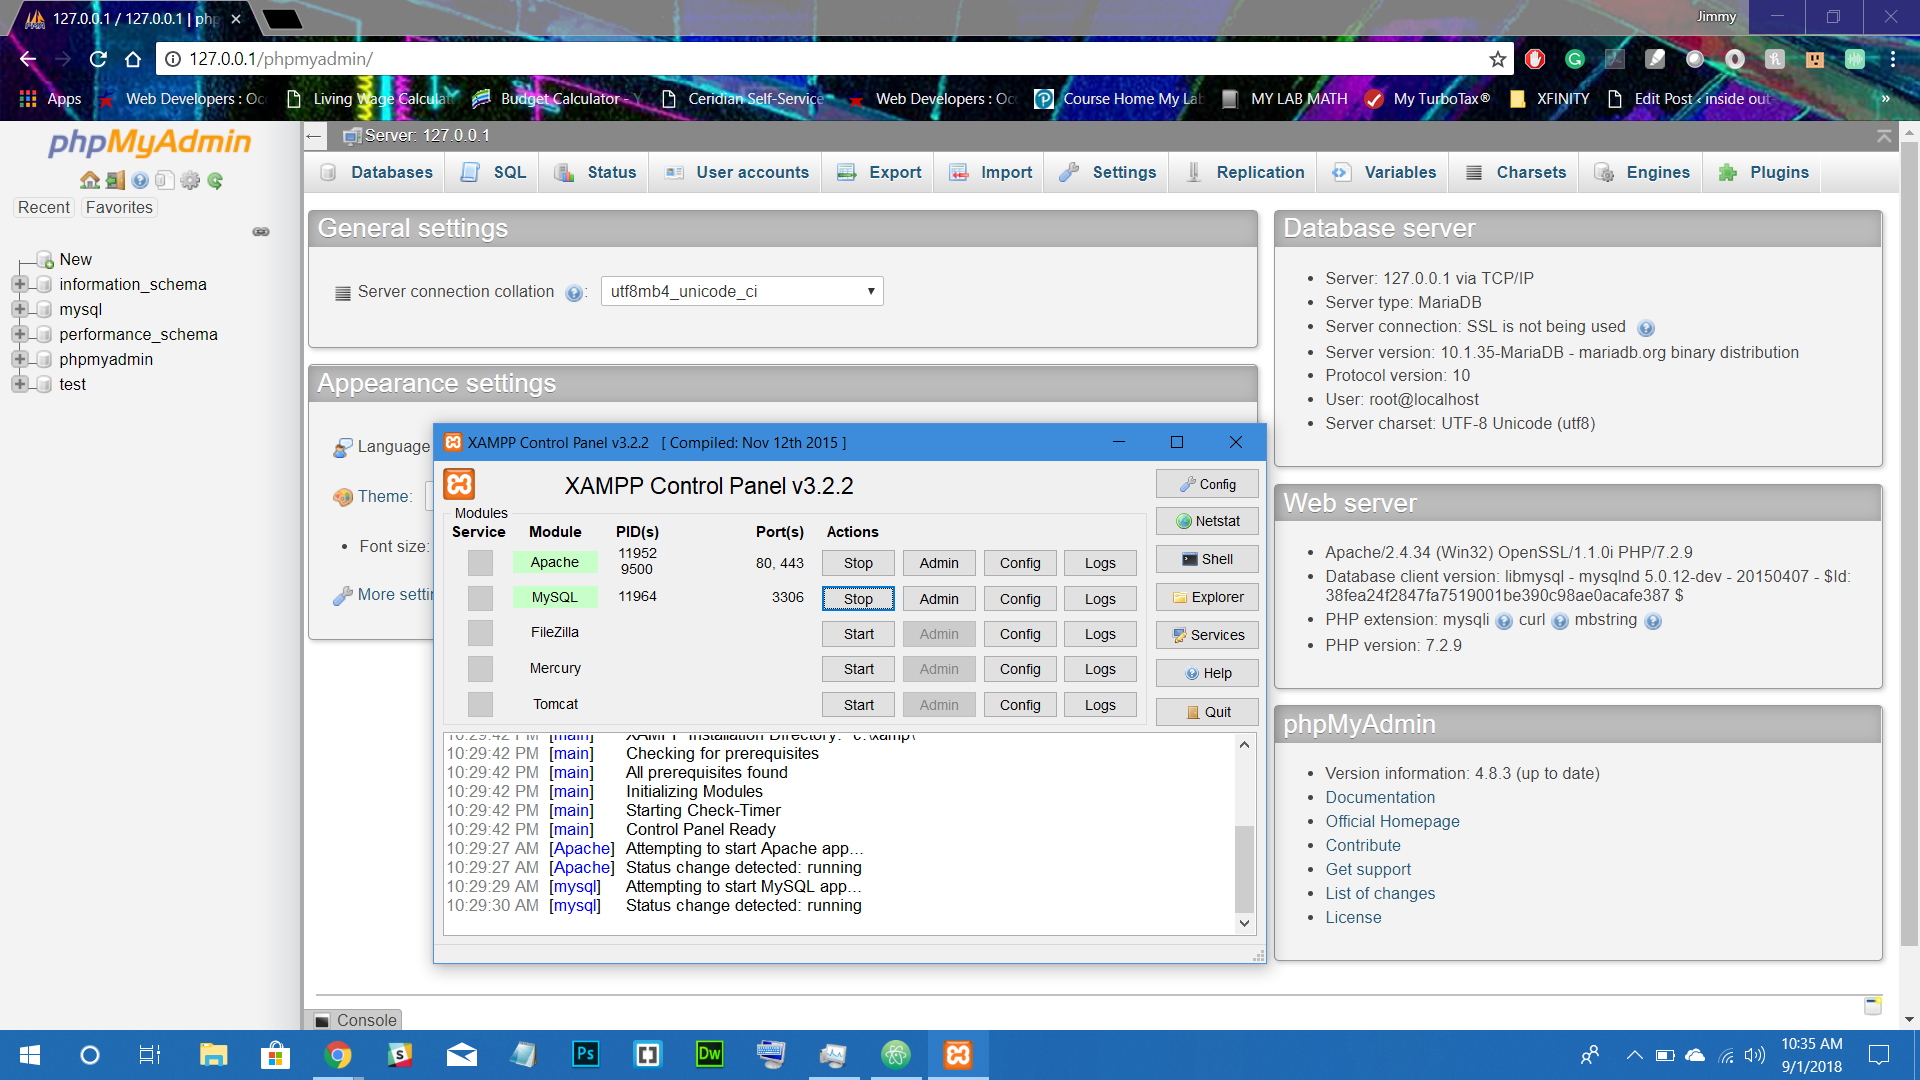 127.0.0.1 / 127.0.0.1 | php
Jimmy
127.0.0.1/phpmyadmin/
Apps
Web Developers : Oc
Living Wage Calculat
Budget Calculator - Y
Ceridian Self-Service
Web Developers : Oc
Course Home My La
MY LAB MATH
My TurboTax®
XFINITY
Edit Post ‹ inside out
»
phpMyAdmin
Recent
Favorites
New
information_schema
mysql
performance_schema
phpmyadmin
test
Server: 127.0.0.1
Databases
SQL
Status
User accounts
Export
Import
Settings
Replication
Variables
Charsets
Engines
Plugins
General settings
Server connection collation
:
utf8mb4_unicode_ci
Appearance settings
Language
Theme:
Font size:
More settin
Database server
Server: 127.0.0.1 via TCP/IP
Server type: MariaDB
Server connection: SSL is not being used
Server version: 10.1.35-MariaDB - mariadb.org binary distribution
Protocol version: 10
User: root@localhost
Server charset: UTF-8 Unicode (utf8)
Web server
Apache/2.4.34 (Win32) OpenSSL/1.1.0i PHP/7.2.9
Database client version: libmysql - mysqlnd 5.0.12-dev - 20150407 - $Id:
38fea24f2847fa7519001be390c98ae0acafe387 $
PHP extension: mysqli curl mbstring
PHP version: 7.2.9
phpMyAdmin
Version information: 4.8.3 (up to date)
Documentation
Official Homepage
Contribute
Get support
List of changes
License
XAMPP Control Panel v3.2.2 [ Compiled: Nov 12th 2015 ]
XAMPP Control Panel v3.2.2
Modules
Service Module PID(s) Port(s) Actions
Apache 11952 9500 80, 443 Stop Admin Config Logs
MySQL 11964 3306 Stop Admin Config Logs
FileZilla Start Admin Config Logs
Mercury Start Admin Config Logs
Tomcat Start Admin Config Logs
Config
Netstat
Shell
Explorer
Services
Help
Quit
10:29:42 PM [main] XAMPP Installation Directory: "c:\xamp\"
10:29:42 PM [main] Checking for prerequisites
10:29:42 PM [main] All prerequisites found
10:29:42 PM [main] Initializing Modules
10:29:42 PM [main] Starting Check-Timer
10:29:42 PM [main] Control Panel Ready
10:29:27 AM [Apache] Attempting to start Apache app...
10:29:27 AM [Apache] Status change detected: running
10:29:29 AM [mysql] Attempting to start MySQL app...
10:29:30 AM [mysql] Status change detected: running
Console
Ps
Dw
10:35 AM
9/1/2018